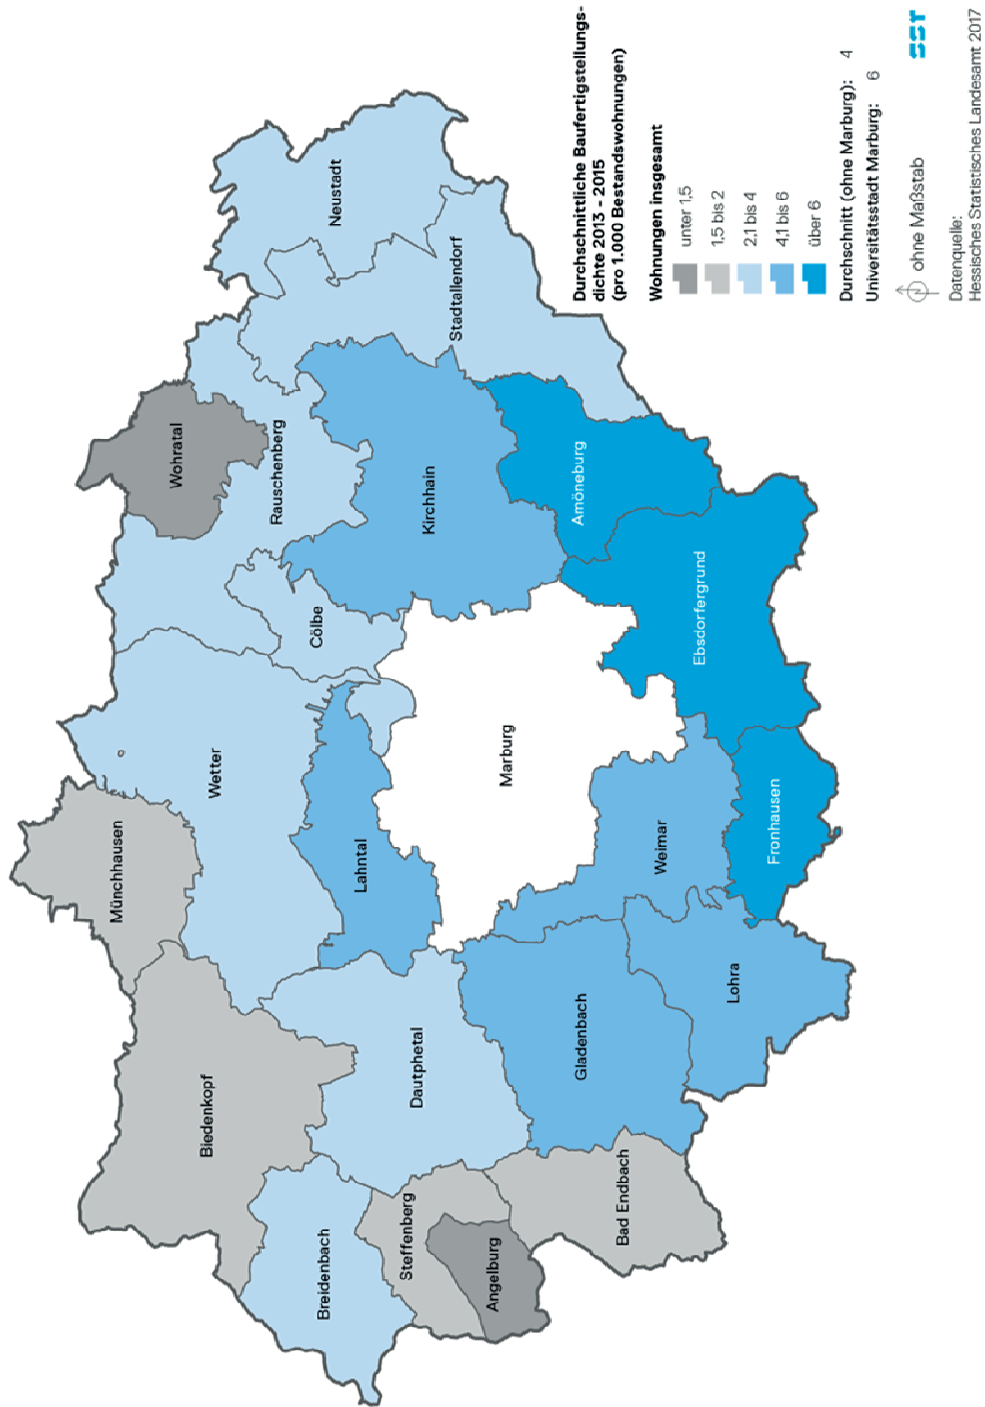 Münchhausen
Wohratal
Biedenkopf
Wetter
Rauschenberg
Neustadt
Breidenbach
Cölbe
Lahntal
Stadtallendorf
Steffenberg
Dautphetal
Kirchhain
Angelburg
Marburg
Gladenbach
Amöneburg
Bad Endbach
Weimar
Ebsdorfergrund
Lohra
Fronhausen
Durchschnittliche Baufertigstellungs-
dichte 2013 - 2015
(pro 1.000 Bestandswohnungen)
Wohnungen insgesamt
unter 1,5
1,5 bis 2
2,1 bis 4
4,1 bis 6
über 6
Durchschnitt (ohne Marburg): 4
Universitätsstadt Marburg: 6
ohne Maßstab
SST
Datenquelle:
Hessisches Statistisches Landesamt 2017